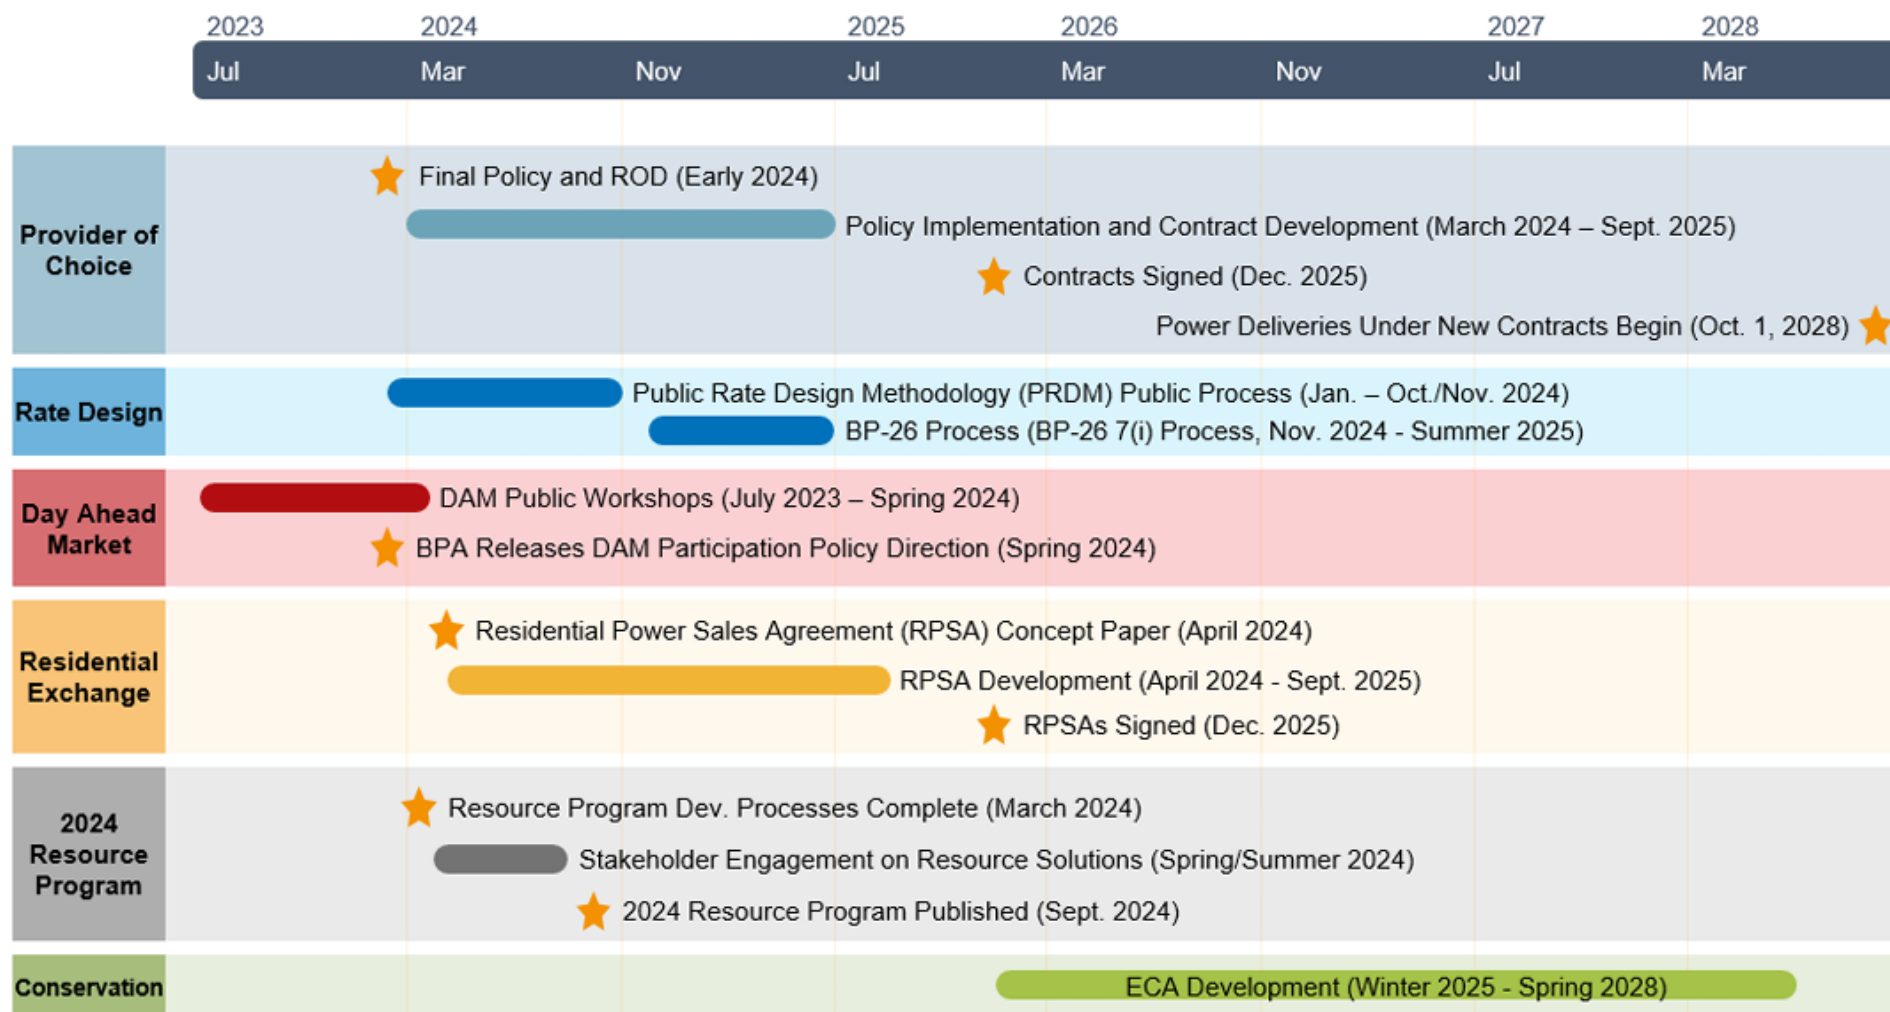 2023 2024 2025 2026 2027 2028
Jul Mar Nov Jul Mar Nov Jul Mar
Provider of
Choice
Final Policy and ROD (Early 2024)
Policy Implementation and Contract Development (March 2024 – Sept. 2025)
Contracts Signed (Dec. 2025)
Power Deliveries Under New Contracts Begin (Oct. 1, 2028)
Rate Design
Public Rate Design Methodology (PRDM) Public Process (Jan. – Oct./Nov. 2024)
BP-26 Process (BP-26 7(i) Process, Nov. 2024 - Summer 2025)
Day Ahead
Market
DAM Public Workshops (July 2023 – Spring 2024)
BPA Releases DAM Participation Policy Direction (Spring 2024)
Residential
Exchange
Residential Power Sales Agreement (RPSA) Concept Paper (April 2024)
RPSA Development (April 2024 - Sept. 2025)
RPSAs Signed (Dec. 2025)
2024
Resource
Program
Resource Program Dev. Processes Complete (March 2024)
Stakeholder Engagement on Resource Solutions (Spring/Summer 2024)
2024 Resource Program Published (Sept. 2024)
Conservation
ECA Development (Winter 2025 - Spring 2028)